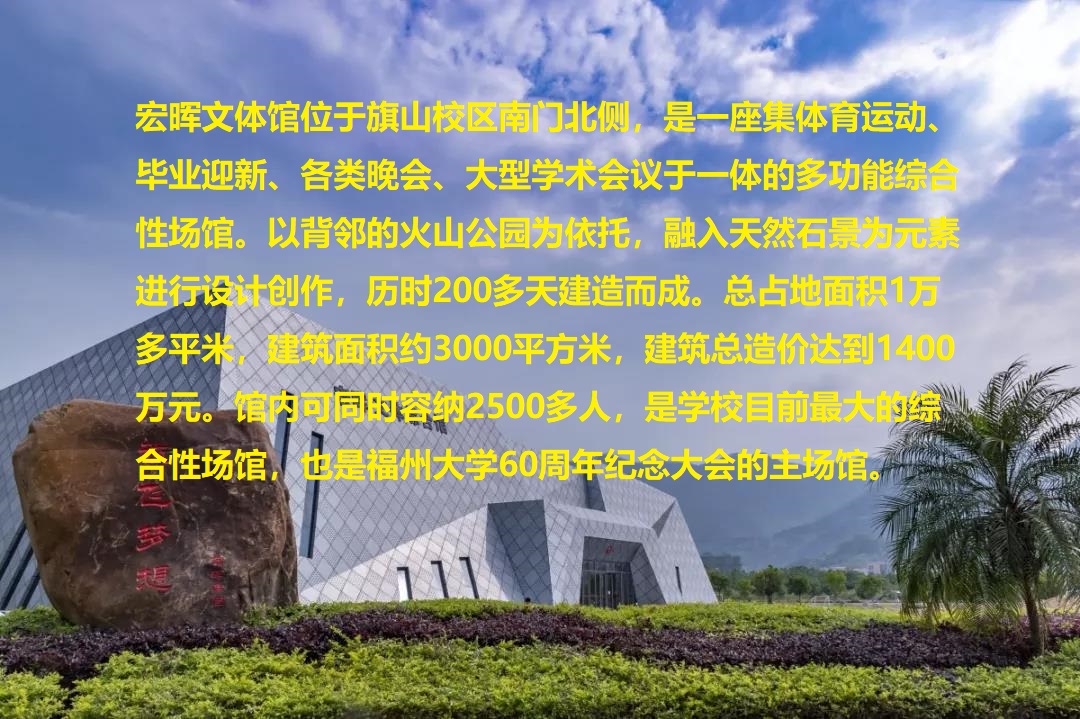 宏晖文体馆位于旗山校区南门北侧，是一座集体育运动、
毕业迎新、各类晚会、大型学术会议于一体的多功能综合
性场馆。以背邻的火山公园为依托，融入天然石景为元素
进行设计创作，历时200多天建造而成。总占地面积1万
多平米，建筑面积约3000平方米，建筑总造价达到1400
万元。馆内可同时容纳2500多人，是学校目前最大的综
合性场馆，也是福州大学60周年纪念大会的主场馆。
梦
想